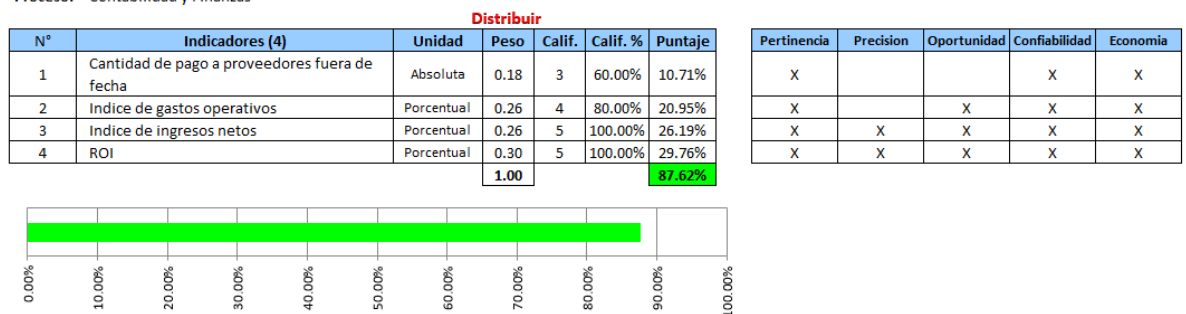 Distribuir
N° Indicadores (4) Unidad Peso Calif. Calif. % Puntaje Pertinencia Precision Oportunidad Confiabilidad Economia
1 Cantidad de pago a proveedores fuera de fecha Absoluta 0.18 3 60.00% 10.71% X X X
2 Indice de gastos operativos Porcentual 0.26 4 80.00% 20.95% X X X X
3 Indice de ingresos netos Porcentual 0.26 5 100.00% 26.19% X X X X X
4 ROI Porcentual 0.30 5 100.00% 29.76% X X X X X
1.00 87.62%
0.00% 10.00% 20.00% 30.00% 40.00% 50.00% 60.00% 70.00% 80.00% 90.00% 100.00%